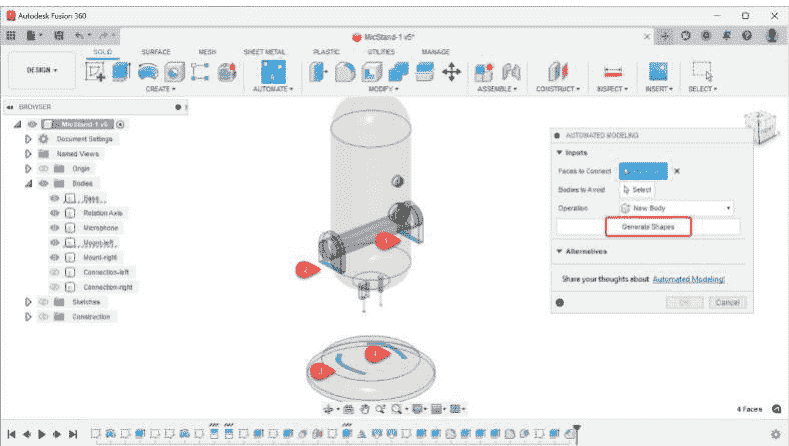 Autodesk Fusion 360
MicStand-1 v5*
SOLID SURFACE MESH SHEET METAL PLASTIC UTILITIES MANAGE
DESIGN
CREATE AUTOMATE MODIFY ASSEMBLE CONSTRUCT INSPECT INSERT SELECT
BROWSER
MicStand-1 v5
Document Settings
Named Views
Origin
Bodies
Base
Rotation Axis
Microphone
Mount-left
Mount-right
Connection-left
Connection-right
Sketches
Construction
AUTOMATED MODELING
Inputs
Faces to Connect
Bodies to Avoid Select
Operation New Body
Generate Shapes
Alternatives
Share your thoughts about Automated Modeling!
OK Cancel
4 Faces